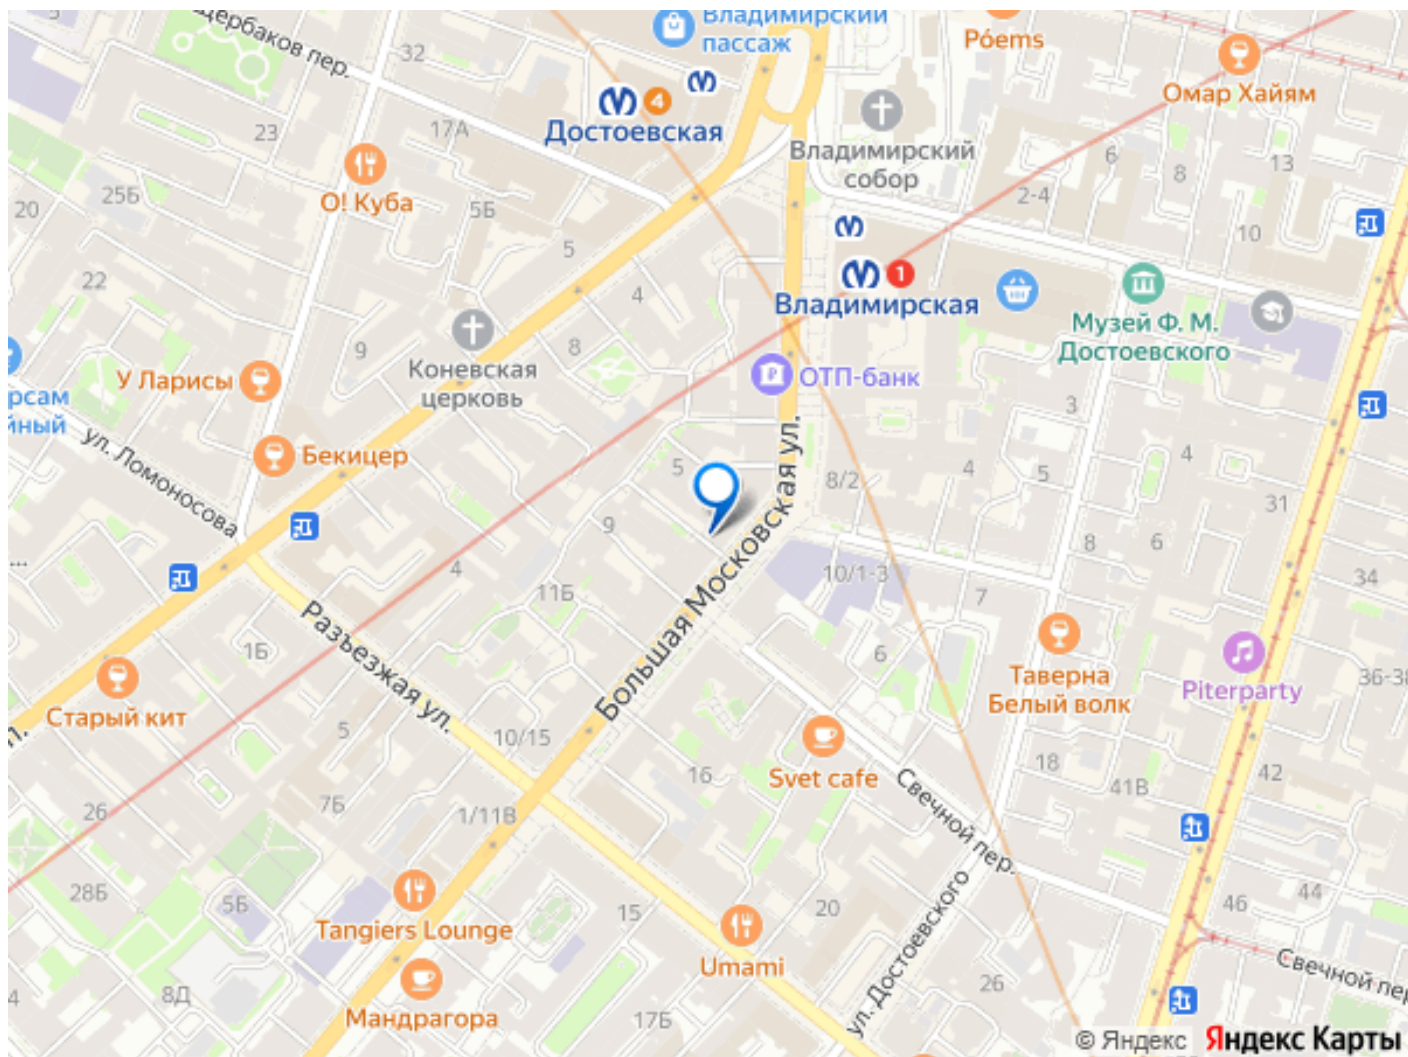 Щербаков пер.
32
Владимирский
пассаж
Póems
Омар Хайям
4
Достоевская
17А
23
О! Куба
25Б
20
5Б
5
Владимирский
собор
6
13
8
2-4
10
22
4
1
Владимирская
Музей Ф. М.
Достоевского
9
Коневская
церковь
8
У Ларисы
ОТП-банк
рсам
йный
3
ул. Ломоносова
Бекицер
5
8/2
4
5
4
31
9
Большая Московская ул.
8
6
4
11Б
10/1-3
7
34
Разъезжая ул.
1Б
6
Таверна
Белый волк
Piterparty
36-38
Старый кит
5
10/15
Svet cafe
16
18
41В
42
Свечной пер.
26
7Б
1/11В
28Б
5Б
Tangiers Lounge
15
20
46
44
Umami
ул. Достоевского
Свечной пер
26
4
8Д
Мандрагора
17Б
© Яндекс Яндекс Карты